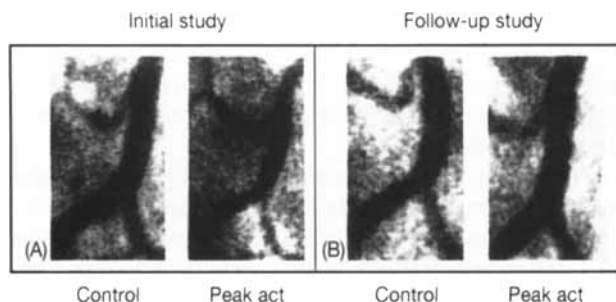 Initial study Follow-up study
(A) (B)
Control Peak act Control Peak act